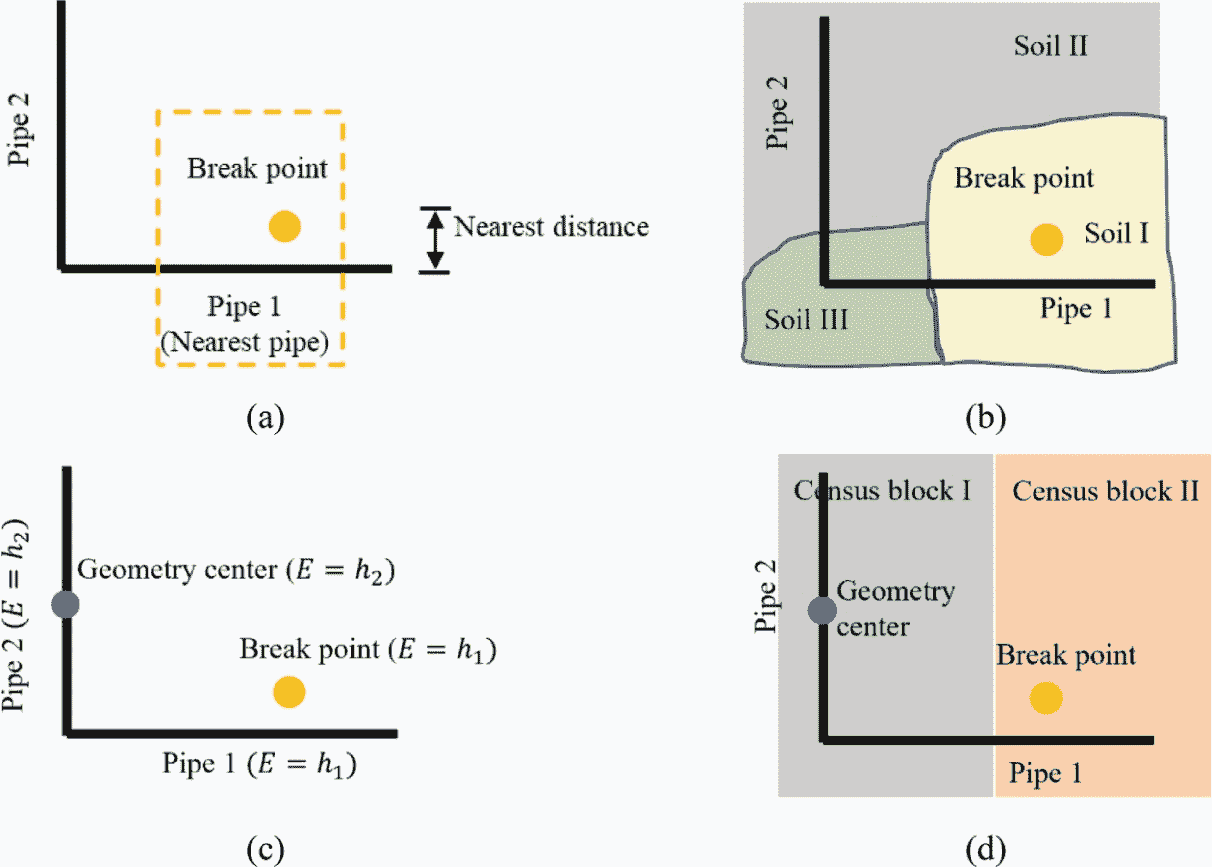 Pipe 2
Break point
Nearest distance
Pipe 1
(Nearest pipe)
(a)
Soil II
Pipe 2
Break point
Soil I
Pipe 1
Soil III
(b)
Pipe 2 (E = h₂)
Geometry center (E = h₂)
Break point (E = h₁)
Pipe 1 (E = h₁)
(c)
Census block I
Census block II
Pipe 2
Geometry
center
Break point
Pipe 1
(d)